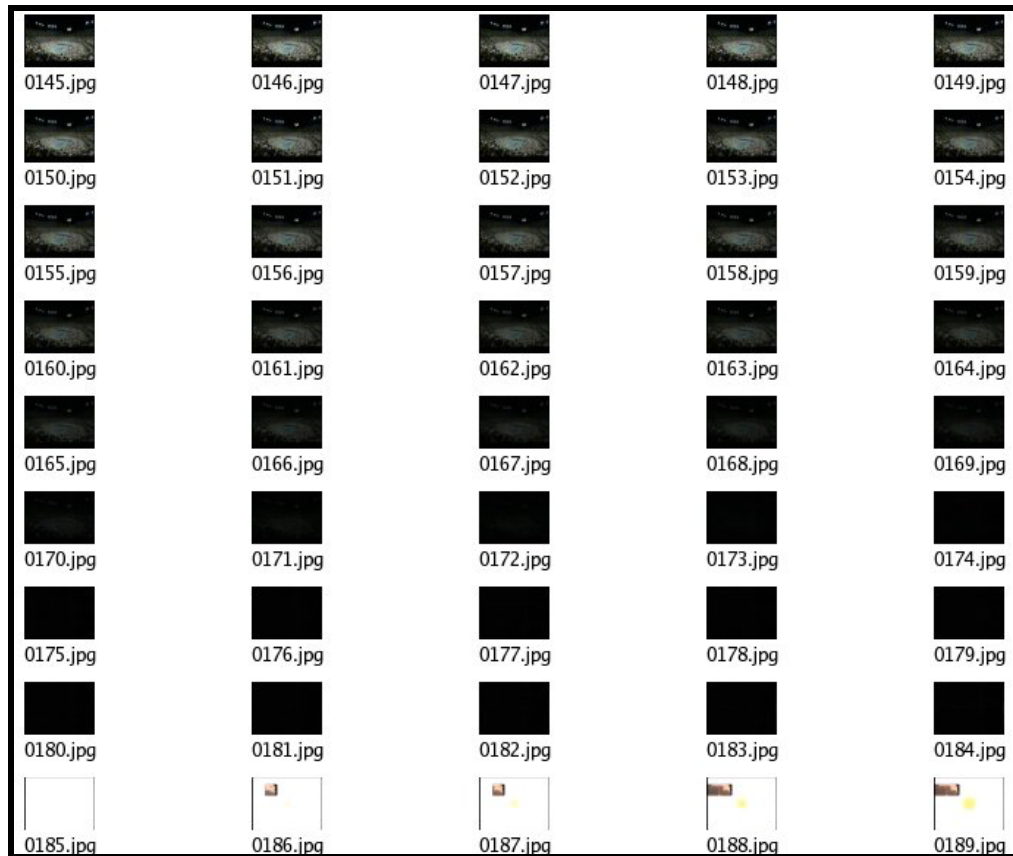 0145.jpg 0146.jpg 0147.jpg 0148.jpg 0149.jpg
0150.jpg 0151.jpg 0152.jpg 0153.jpg 0154.jpg
0155.jpg 0156.jpg 0157.jpg 0158.jpg 0159.jpg
0160.jpg 0161.jpg 0162.jpg 0163.jpg 0164.jpg
0165.jpg 0166.jpg 0167.jpg 0168.jpg 0169.jpg
0170.jpg 0171.jpg 0172.jpg 0173.jpg 0174.jpg
0175.jpg 0176.jpg 0177.jpg 0178.jpg 0179.jpg
0180.jpg 0181.jpg 0182.jpg 0183.jpg 0184.jpg
0185.jpg 0186.jpg 0187.jpg 0188.jpg 0189.jpg